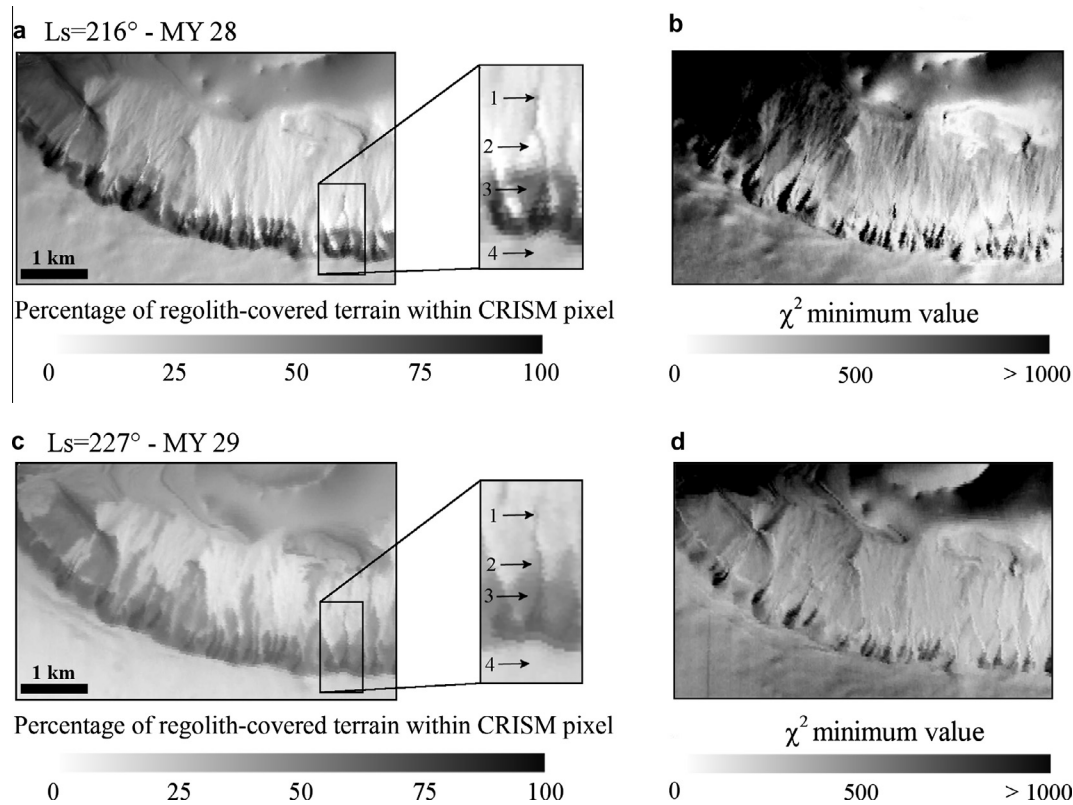 a Ls=216° - MY 28
b
1
2
3
4
1 km
Percentage of regolith-covered terrain within CRISM pixel
0 25 50 75 100
χ² minimum value
0 500 > 1000
c Ls=227° - MY 29
d
1
2
3
4
1 km
Percentage of regolith-covered terrain within CRISM pixel
0 25 50 75 100
χ² minimum value
0 500 > 1000